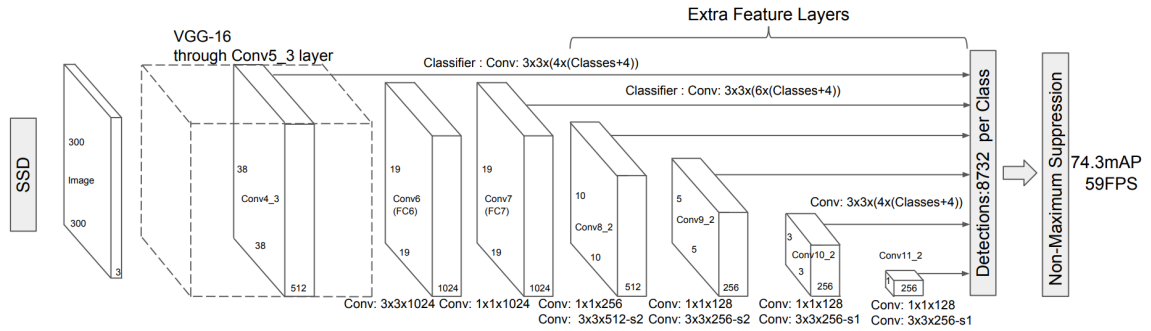 Extra Feature Layers
VGG-16
through Conv5_3 layer
Classifier : Conv: 3x3x(4x(Classes+4))
Classifier : Conv: 3x3x(6x(Classes+4))
SSD
300
Image
300
3
38
Conv4_3
38
512
19
Conv6
(FC6)
19
1024
19
Conv7
(FC7)
19
1024
10
Conv8_2
10
512
5
Conv9_2
5
256
Conv: 3x3x(4x(Classes+4))
3
Conv10_2
3
256
Conv11_2
1
256
Detections:8732 per Class
Non-Maximum Suppression
74.3mAP
59FPS
Conv: 3x3x1024
Conv: 1x1x1024
Conv: 1x1x256
Conv: 3x3x512-s2
Conv: 1x1x128
Conv: 3x3x256-s2
Conv: 1x1x128
Conv: 3x3x256-s1
Conv: 1x1x128
Conv: 3x3x256-s1